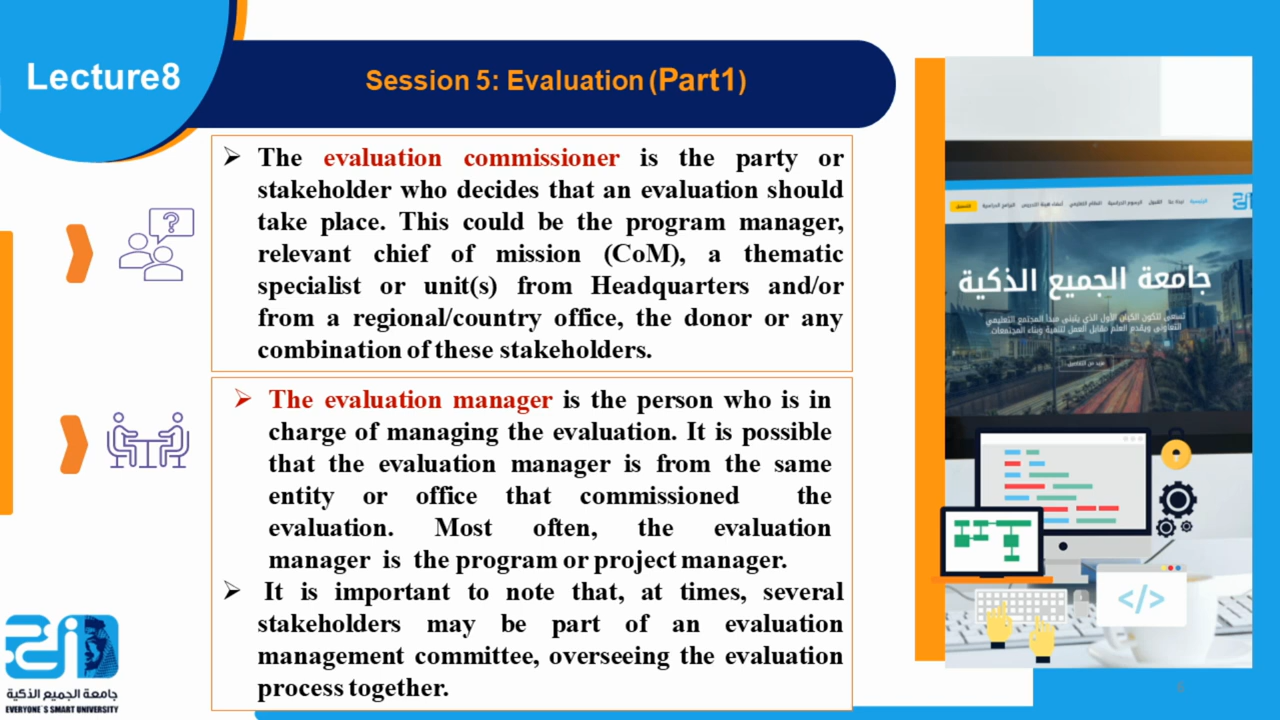 Lecture8
Session 5: Evaluation (Part1)
➢ The evaluation commissioner is the party or
stakeholder who decides that an evaluation should
take place. This could be the program manager,
relevant chief of mission (CoM), a thematic
specialist or unit(s) from Headquarters and/or
from a regional/country office, the donor or any
combination of these stakeholders.
➢ The evaluation manager is the person who is in
charge of managing the evaluation. It is possible
that the evaluation manager is from the same
entity or office that commissioned the
evaluation. Most often, the evaluation
manager is the program or project manager.
➢ It is important to note that, at times, several
stakeholders may be part of an evaluation
management committee, overseeing the evaluation
process together.
?
جامعة الجميع الذكية
EVERYONE`S SMART UNIVERSITY
جامعة الجميع الذكية
</>